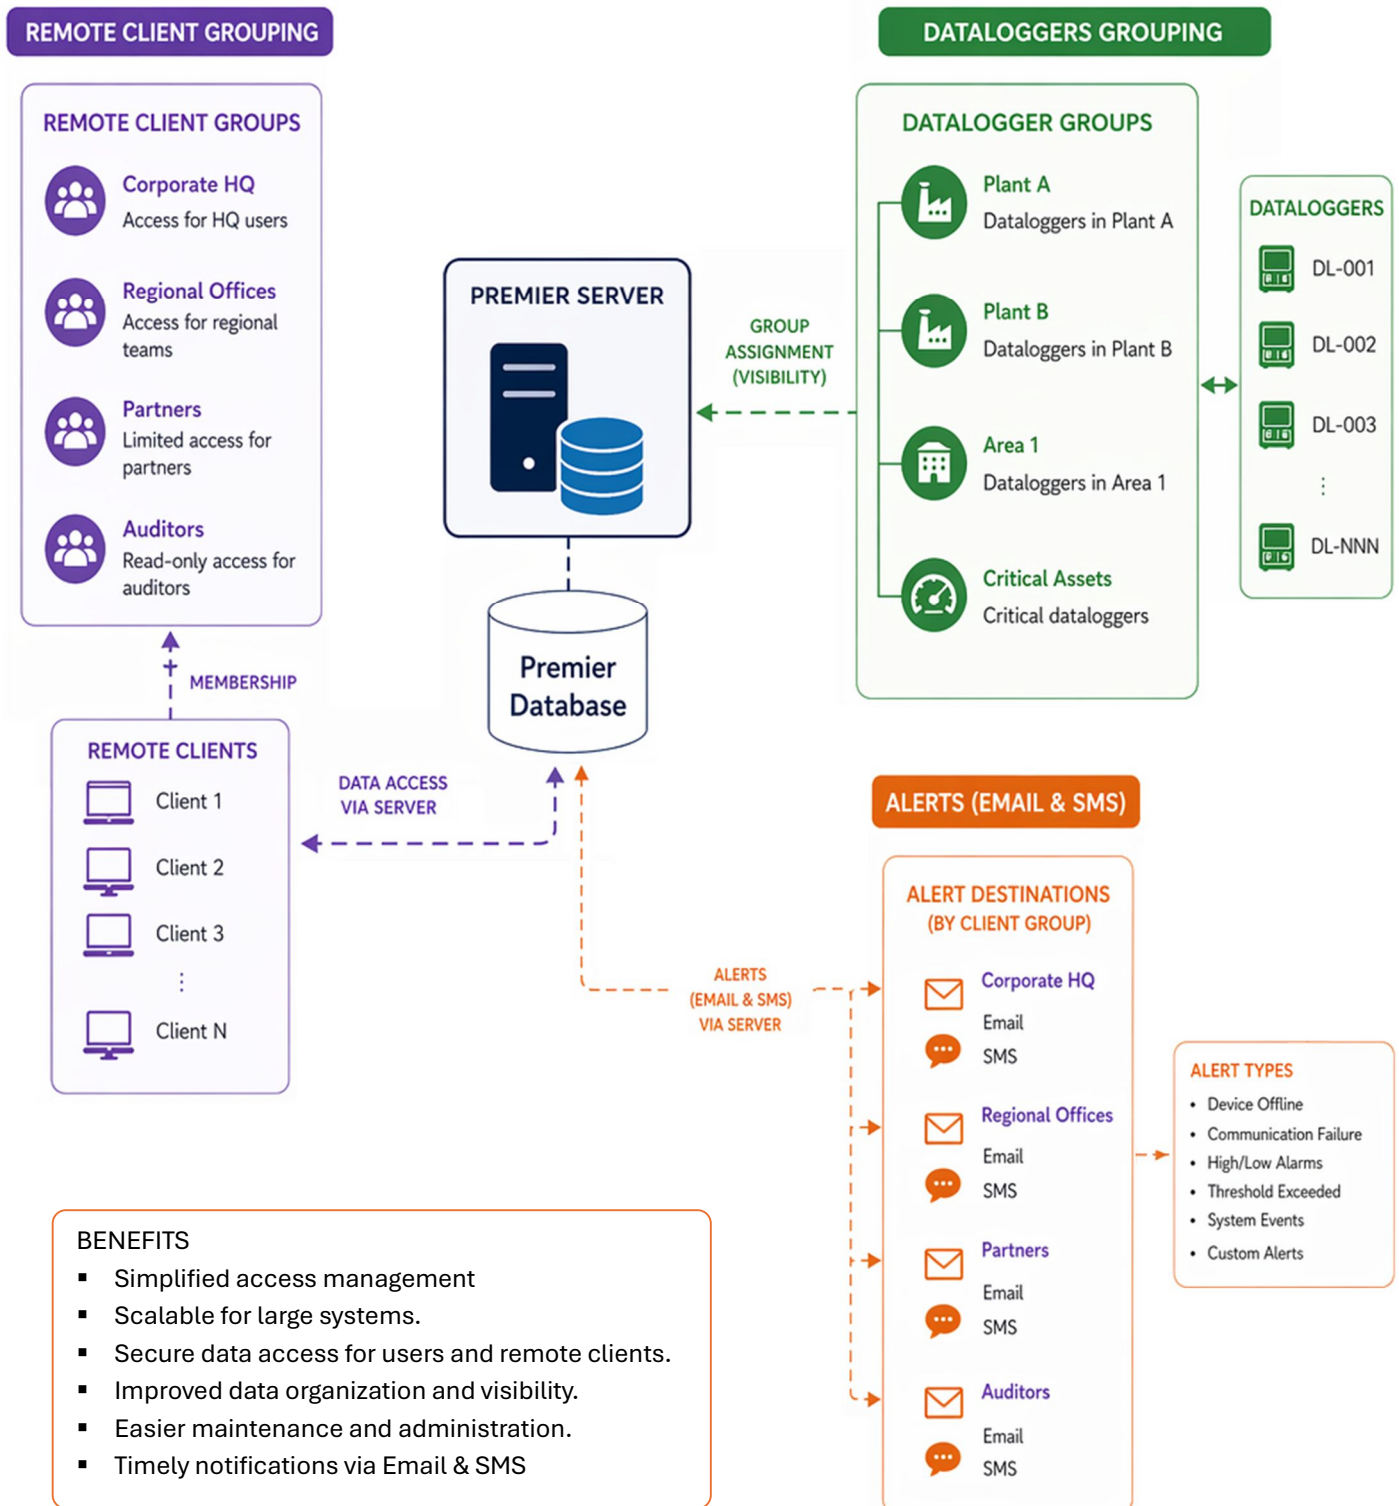 REMOTE CLIENT GROUPING
REMOTE CLIENT GROUPS
Corporate HQ
Access for HQ users
Regional Offices
Access for regional
teams
Partners
Limited access for
partners
Auditors
Read-only access for
auditors
MEMBERSHIP
REMOTE CLIENTS
Client 1
Client 2
Client 3
⋮
Client N
DATA ACCESS
VIA SERVER
PREMIER SERVER
Premier
Database
GROUP
ASSIGNMENT
(VISIBILITY)
DATALOGGERS GROUPING
DATALOGGER GROUPS
Plant A
Dataloggers in Plant A
Plant B
Dataloggers in Plant B
Area 1
Dataloggers in Area 1
Critical Assets
Critical dataloggers
DATALOGGERS
DL-001
DL-002
DL-003
⋮
DL-NNN
ALERTS
(EMAIL & SMS)
VIA SERVER
ALERTS (EMAIL & SMS)
ALERT DESTINATIONS
(BY CLIENT GROUP)
Corporate HQ
Email
SMS
Regional Offices
Email
SMS
Partners
Email
SMS
Auditors
Email
SMS
ALERT TYPES
• Device Offline
• Communication Failure
• High/Low Alarms
• Threshold Exceeded
• System Events
• Custom Alerts
BENEFITS
▪ Simplified access management
▪ Scalable for large systems.
▪ Secure data access for users and remote clients.
▪ Improved data organization and visibility.
▪ Easier maintenance and administration.
▪ Timely notifications via Email & SMS